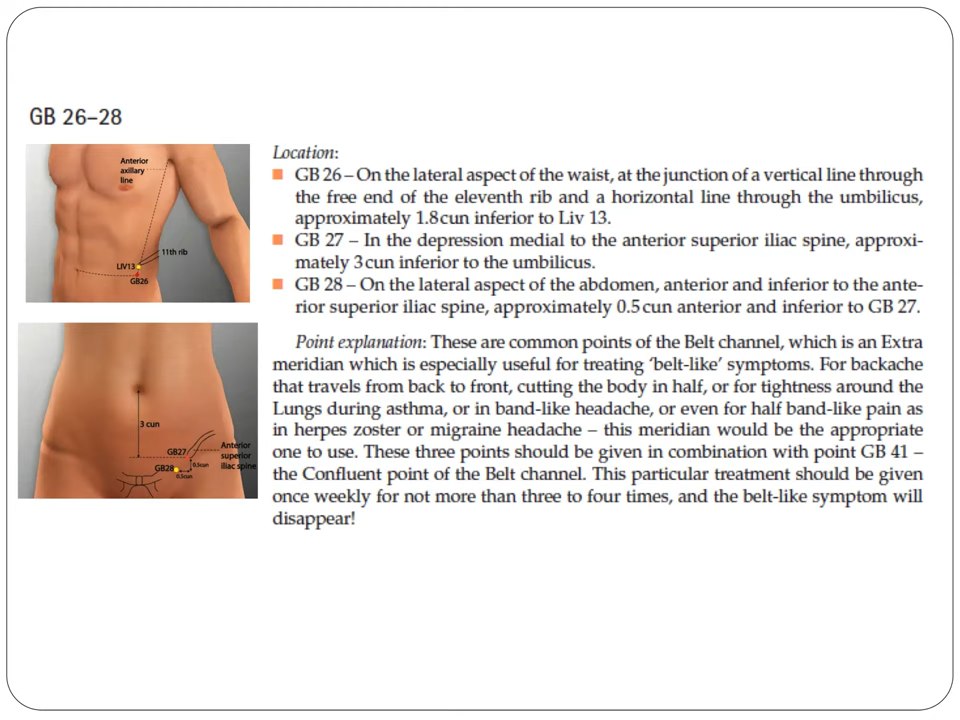 GB 26–28
Anterior
axillary
line
11th rib
LIV13
GB26
3 cun
GB27
Anterior
superior
iliac spine
0.5cun
GB28
0.5cun
Location:
GB 26 – On the lateral aspect of the waist, at the junction of a vertical line through
the free end of the eleventh rib and a horizontal line through the umbilicus,
approximately 1.8 cun inferior to Liv 13.
GB 27 – In the depression medial to the anterior superior iliac spine, approxi-
mately 3 cun inferior to the umbilicus.
GB 28 – On the lateral aspect of the abdomen, anterior and inferior to the ante-
rior superior iliac spine, approximately 0.5 cun anterior and inferior to GB 27.
Point explanation: These are common points of the Belt channel, which is an Extra
meridian which is especially useful for treating ‘belt-like’ symptoms. For backache
that travels from back to front, cutting the body in half, or for tightness around the
Lungs during asthma, or in band-like headache, or even for half band-like pain as
in herpes zoster or migraine headache – this meridian would be the appropriate
one to use. These three points should be given in combination with point GB 41 –
the Confluent point of the Belt channel. This particular treatment should be given
once weekly for not more than three to four times, and the belt-like symptom will
disappear!